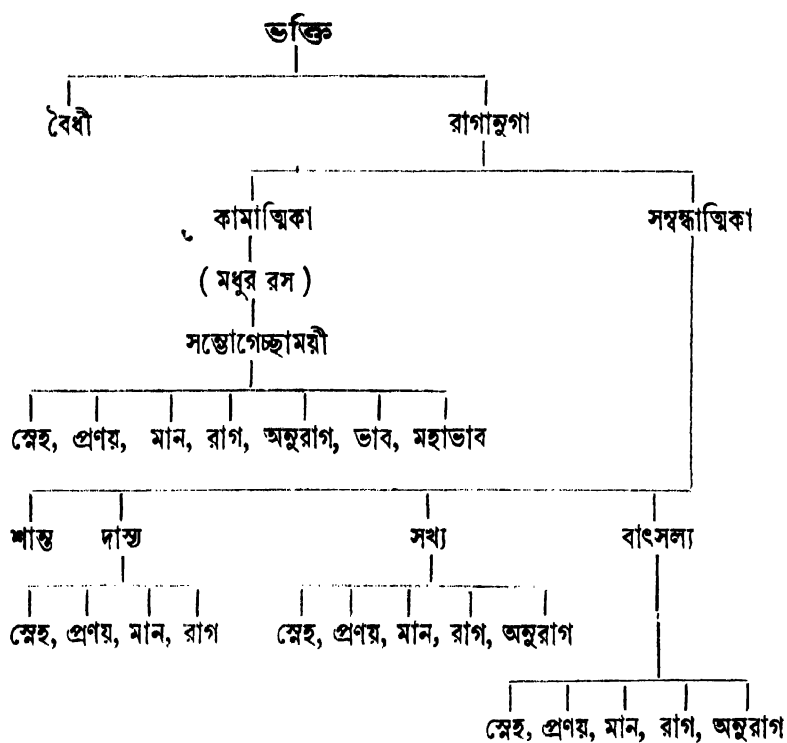 ভক্তি
বৈধী রাগানুগা
কামাত্মিকা সম্বন্ধাত্মিকা
( মধুর রস )
সম্ভোগেচ্ছাময়ী
স্নেহ, প্রণয়, মান, রাগ, অনুরাগ, ভাব, মহাভাব
শান্ত দাস্য সখ্য বাৎসল্য
স্নেহ, প্রণয়, মান, রাগ স্নেহ, প্রণয়, মান, রাগ, অনুরাগ
স্নেহ, প্রণয়, মান, রাগ, অনুরাগ